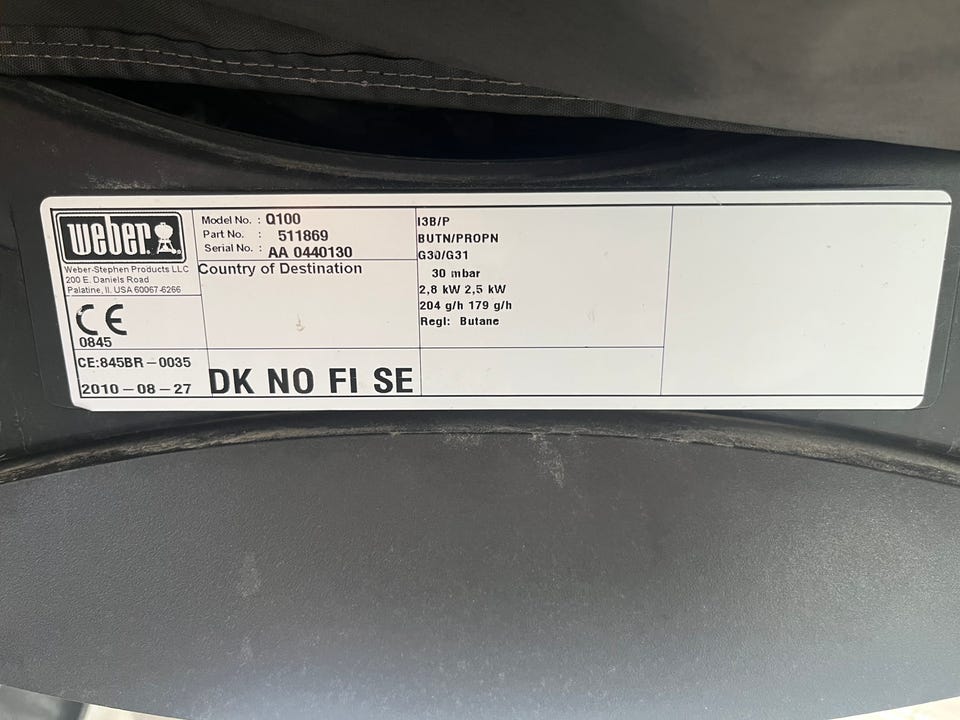 weber.
Weber-Stephen Products LLC
200 E. Daniels Road
Palatine, Il. USA 60067-6266
CE
0845
CE:845BR-0035
2010-08-27
Model No. : Q100
Part No. : 511869
Serial No. : AA 0440130
Country of Destination
DK NO FI SE
I3B/P
BUTN/PROPN
G30/G31
30 mbar
2,8 kW 2,5 kW
204 g/h 179 g/h
Regl: Butane